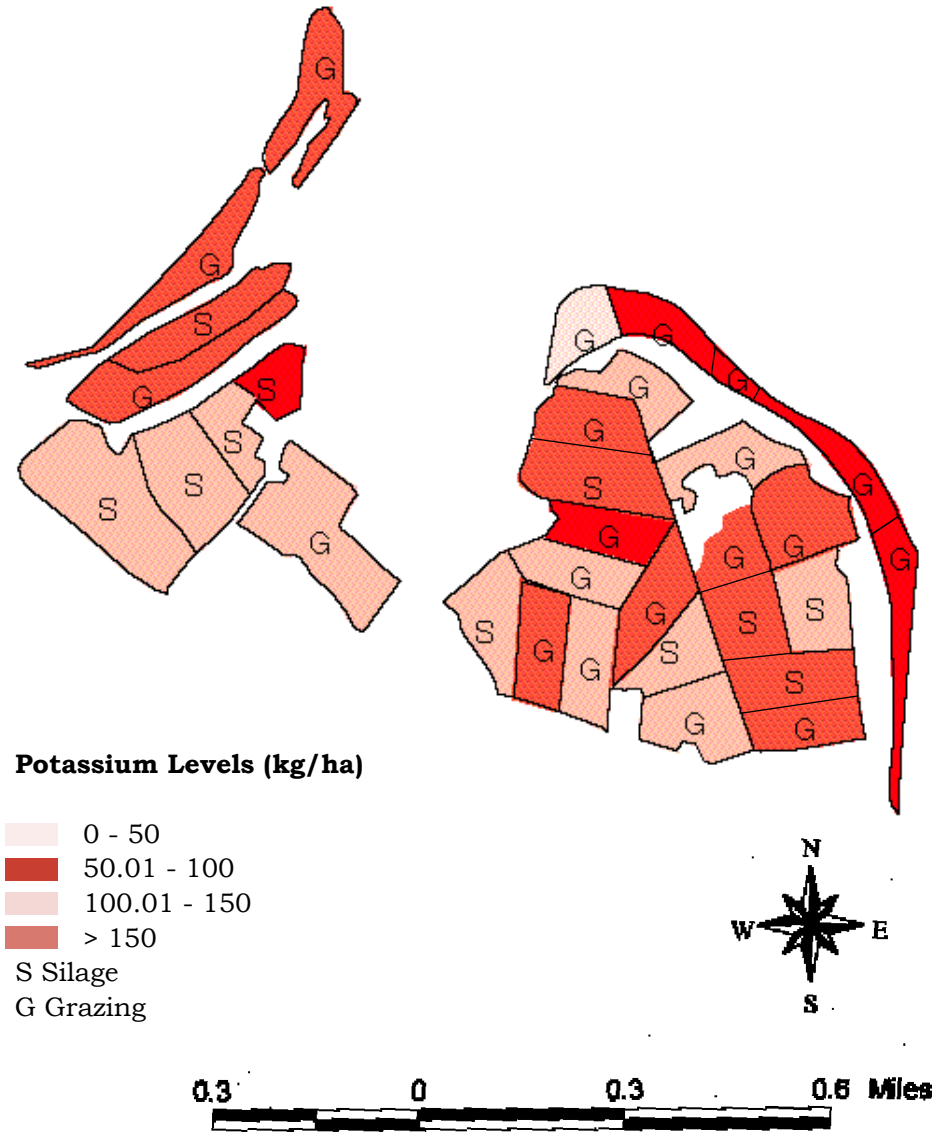 G
G
S
G
S
S
S
S
G
G
G
G
G
G
G
S
G
G
G
G
G
G
G
S
G
G
G
S
S
S
S
G
G
Potassium Levels (kg/ha)
0 - 50
50.01 - 100
100.01 - 150
> 150
S Silage
G Grazing
N
W E
S
0.3 0 0.3 0.6 Miles